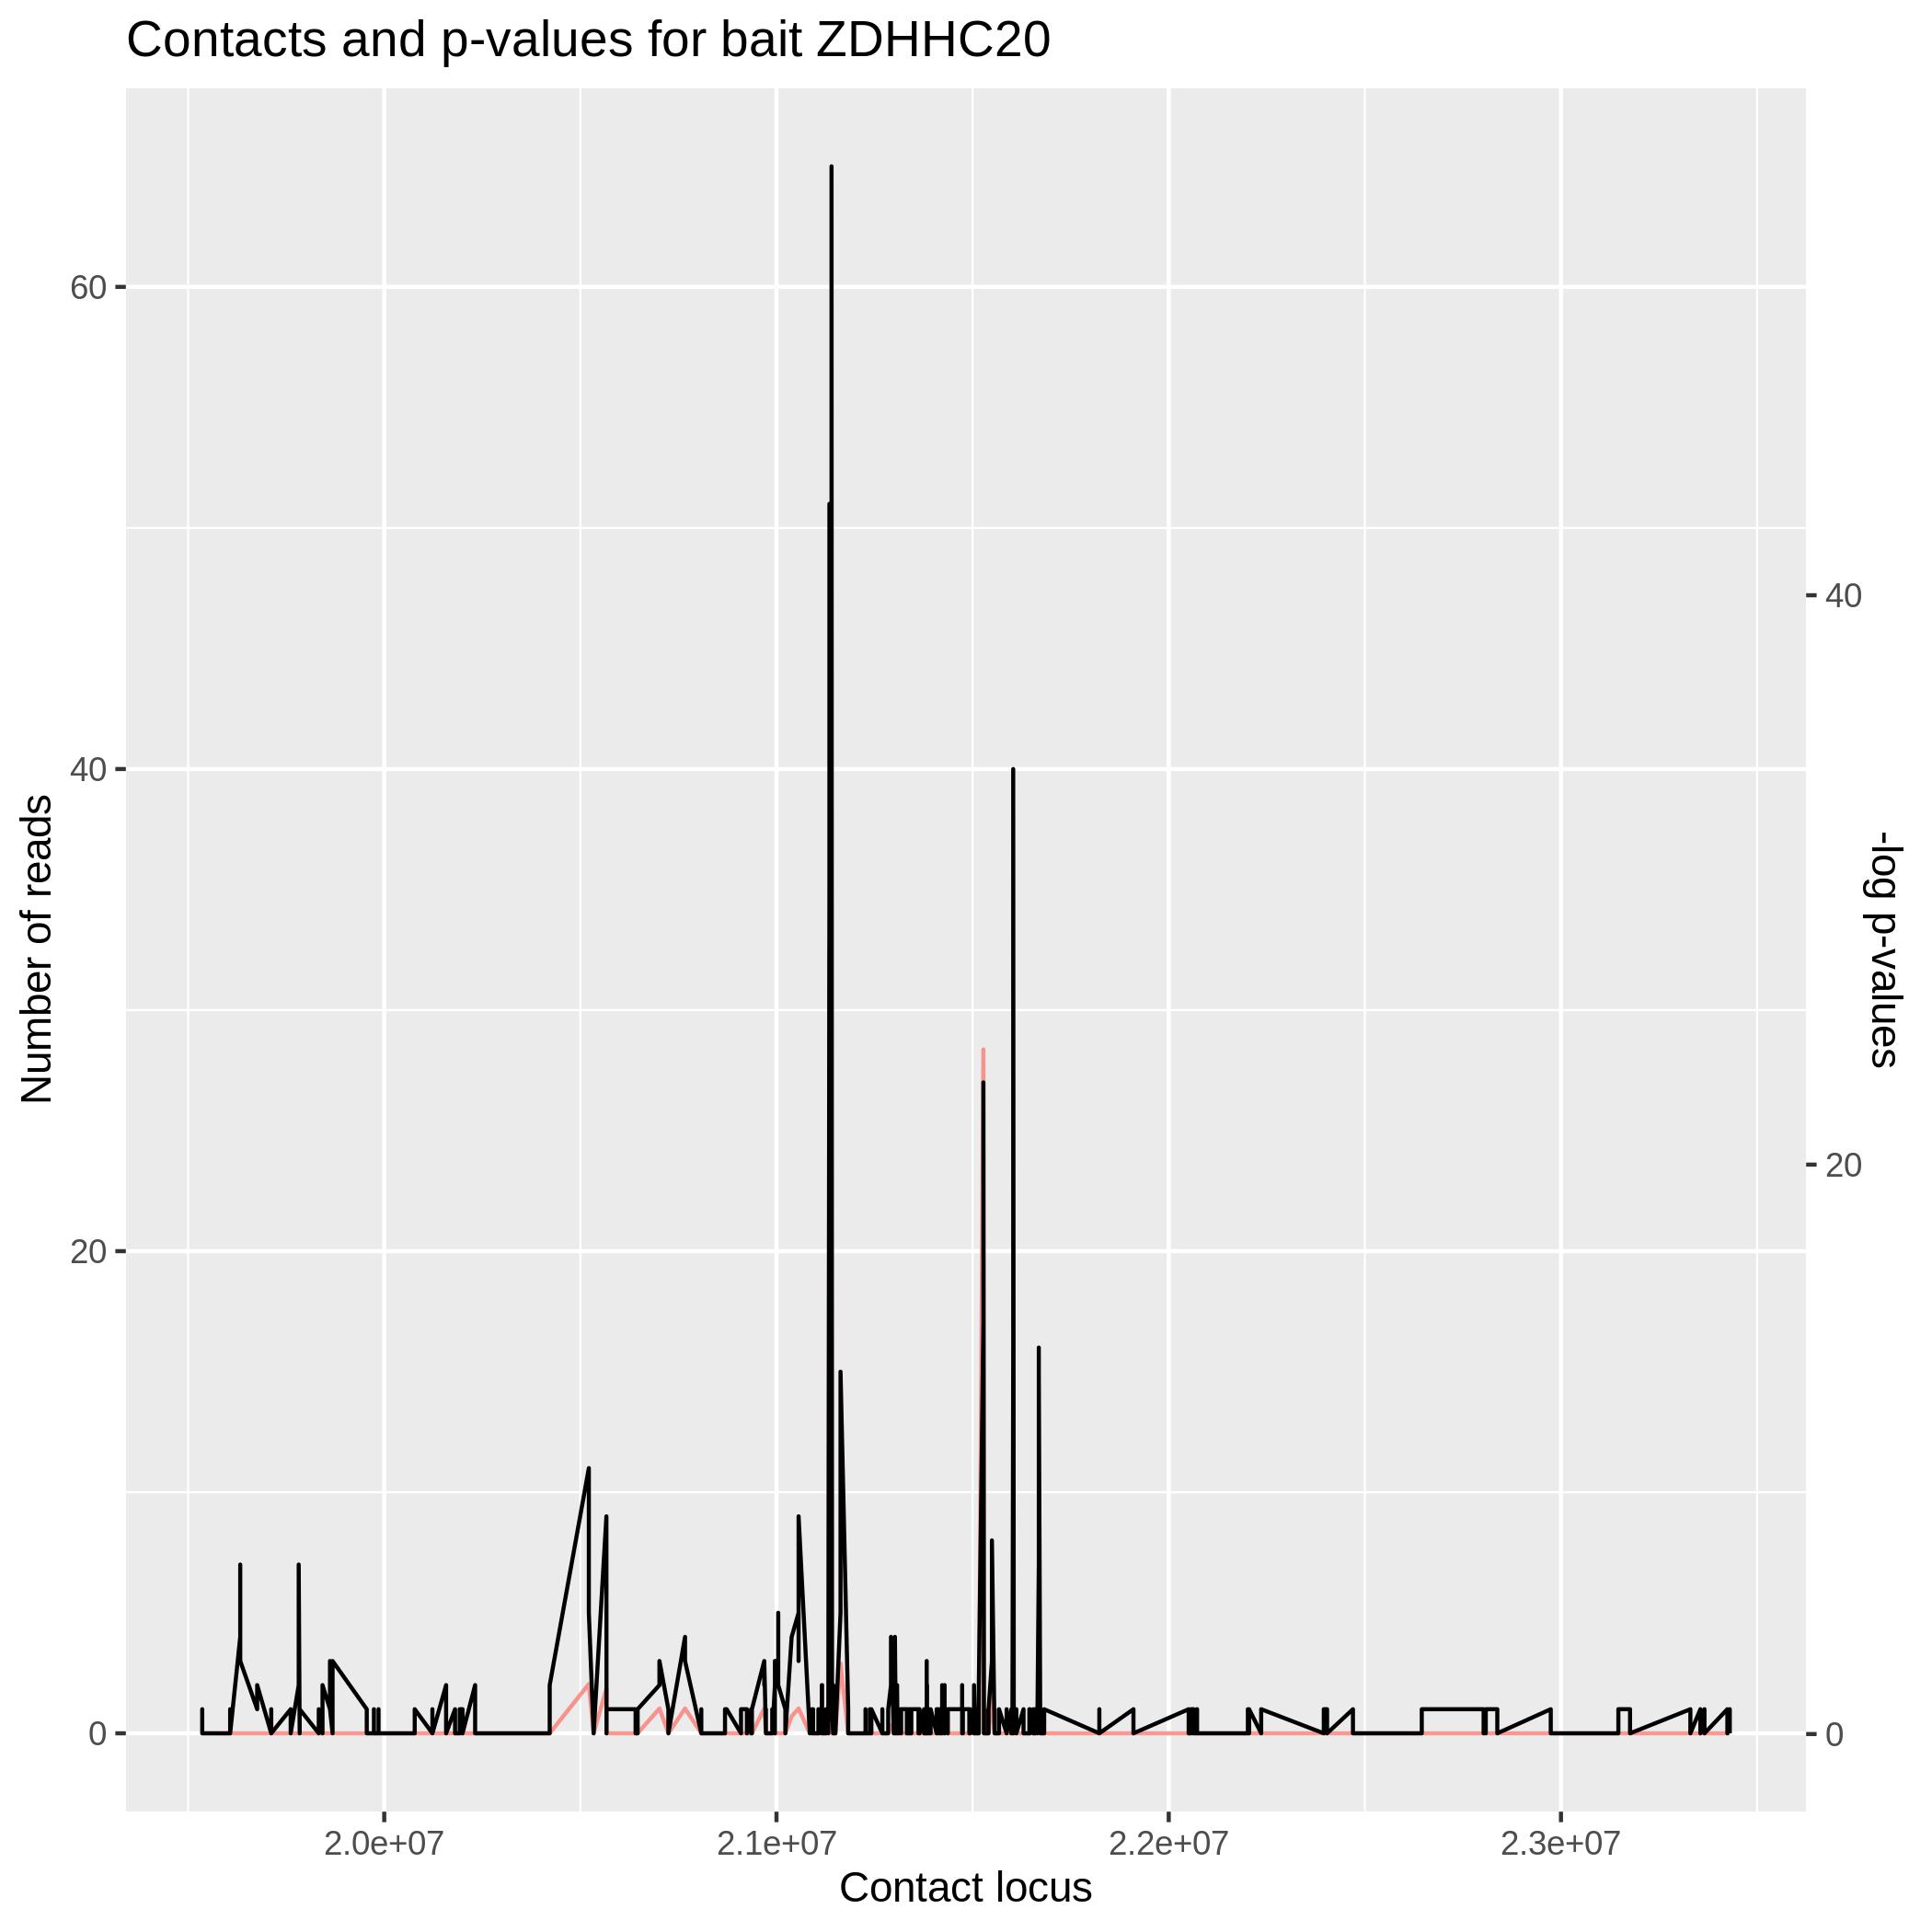 Contacts and p-values for bait ZDHHC20
60
40
20
0
Number of reads
40
20
0
-log p-values
2.0e+07
2.1e+07
2.2e+07
2.3e+07
Contact locus